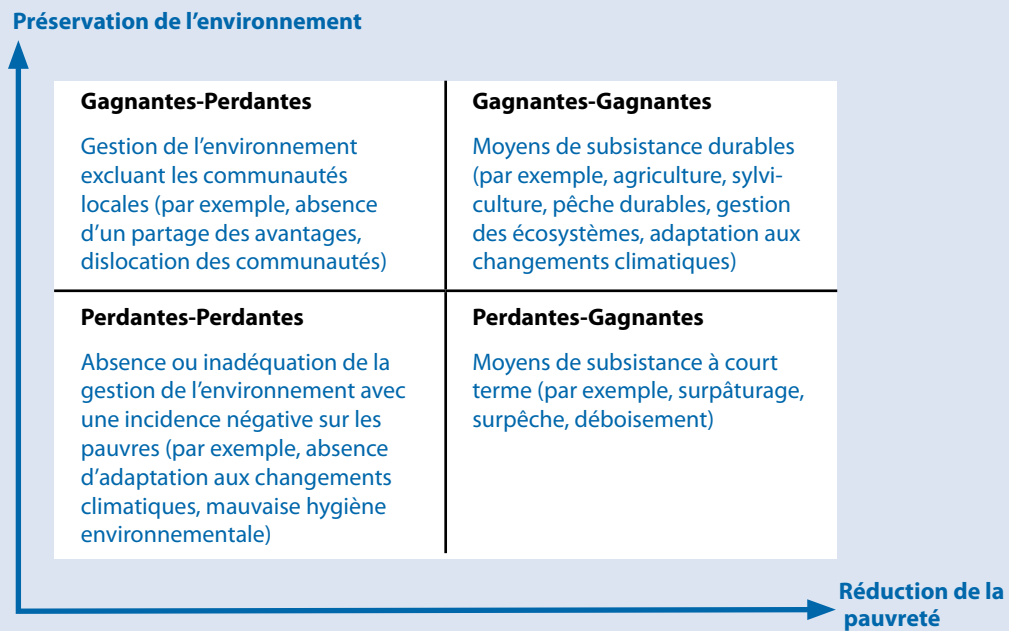 Préservation de l'environnement
Gagnantes-Perdantes
Gestion de l'environnement
excluant les communautés
locales (par exemple, absence
d'un partage des avantages,
dislocation des communautés)
Gagnantes-Gagnantes
Moyens de subsistance durables
(par exemple, agriculture, sylvi-
culture, pêche durables, gestion
des écosystèmes, adaptation aux
changements climatiques)
Perdantes-Perdantes
Absence ou inadéquation de la
gestion de l'environnement avec
une incidence négative sur les
pauvres (par exemple, absence
d'adaptation aux changements
climatiques, mauvaise hygiène
environnementale)
Perdantes-Gagnantes
Moyens de subsistance à court
terme (par exemple, surpâturage,
surpêche, déboisement)
Réduction de la
pauvreté